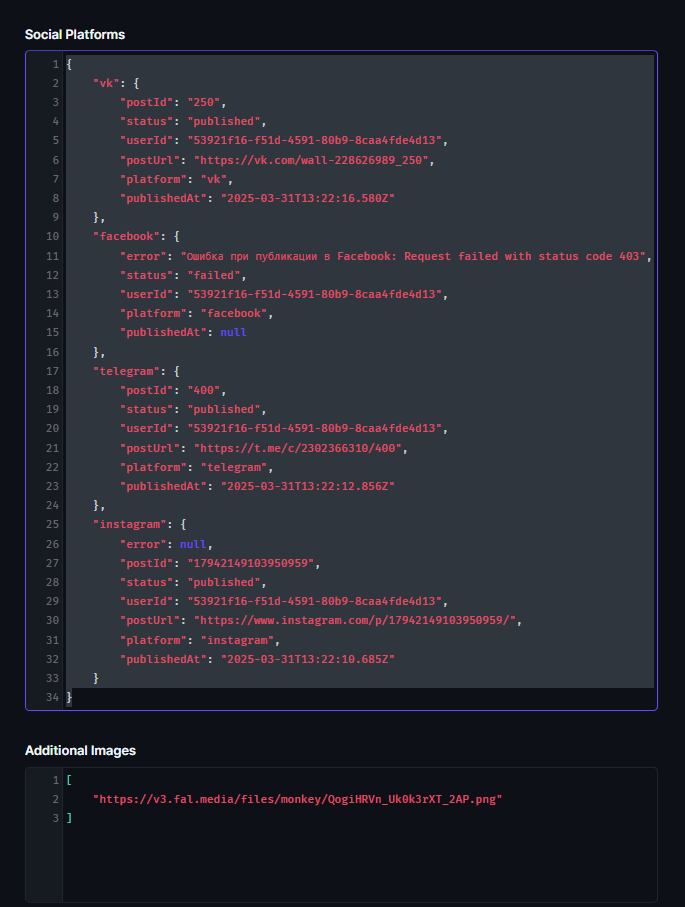 Social Platforms
1 {
2     "vk": {
3         "postId": "250",
4         "status": "published",
5         "userId": "53921f16-f51d-4591-80b9-8caa4fde4d13",
6         "postUrl": "https://vk.com/wall-228626989_250",
7         "platform": "vk",
8         "publishedAt": "2025-03-31T13:22:16.580Z"
9     },
10     "facebook": {
11         "error": "Ошибка при публикации в Facebook: Request failed with status code 403",
12         "status": "failed",
13         "userId": "53921f16-f51d-4591-80b9-8caa4fde4d13",
14         "platform": "facebook",
15         "publishedAt": null
16     },
17     "telegram": {
18         "postId": "400",
19         "status": "published",
20         "userId": "53921f16-f51d-4591-80b9-8caa4fde4d13",
21         "postUrl": "https://t.me/c/2302366310/400",
22         "platform": "telegram",
23         "publishedAt": "2025-03-31T13:22:12.856Z"
24     },
25     "instagram": {
26         "error": null,
27         "postId": "17942149103950959",
28         "status": "published",
29         "userId": "53921f16-f51d-4591-80b9-8caa4fde4d13",
30         "postUrl": "https://www.instagram.com/p/17942149103950959/",
31         "platform": "instagram",
32         "publishedAt": "2025-03-31T13:22:10.685Z"
33     }
34 }
Additional Images
1 [
2     "https://v3.fal.media/files/monkey/QogiHRVn_Uk0k3rXT_2AP.png"
3 ]